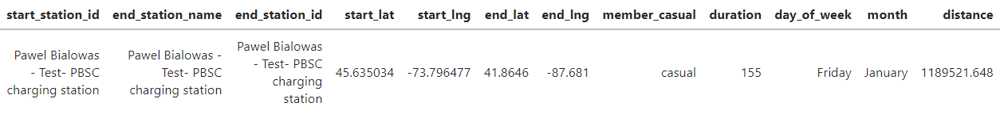 start_station_id end_station_name end_station_id start_lat start_lng end_lat end_lng member_casual duration day_of_week month distance
Pawel Bialowas - Test- PBSC charging station Pawel Bialowas - Test- PBSC charging station Pawel Bialowas - Test- PBSC charging station 45.635034 -73.796477 41.8646 -87.681 casual 155 Friday January 1189521.648